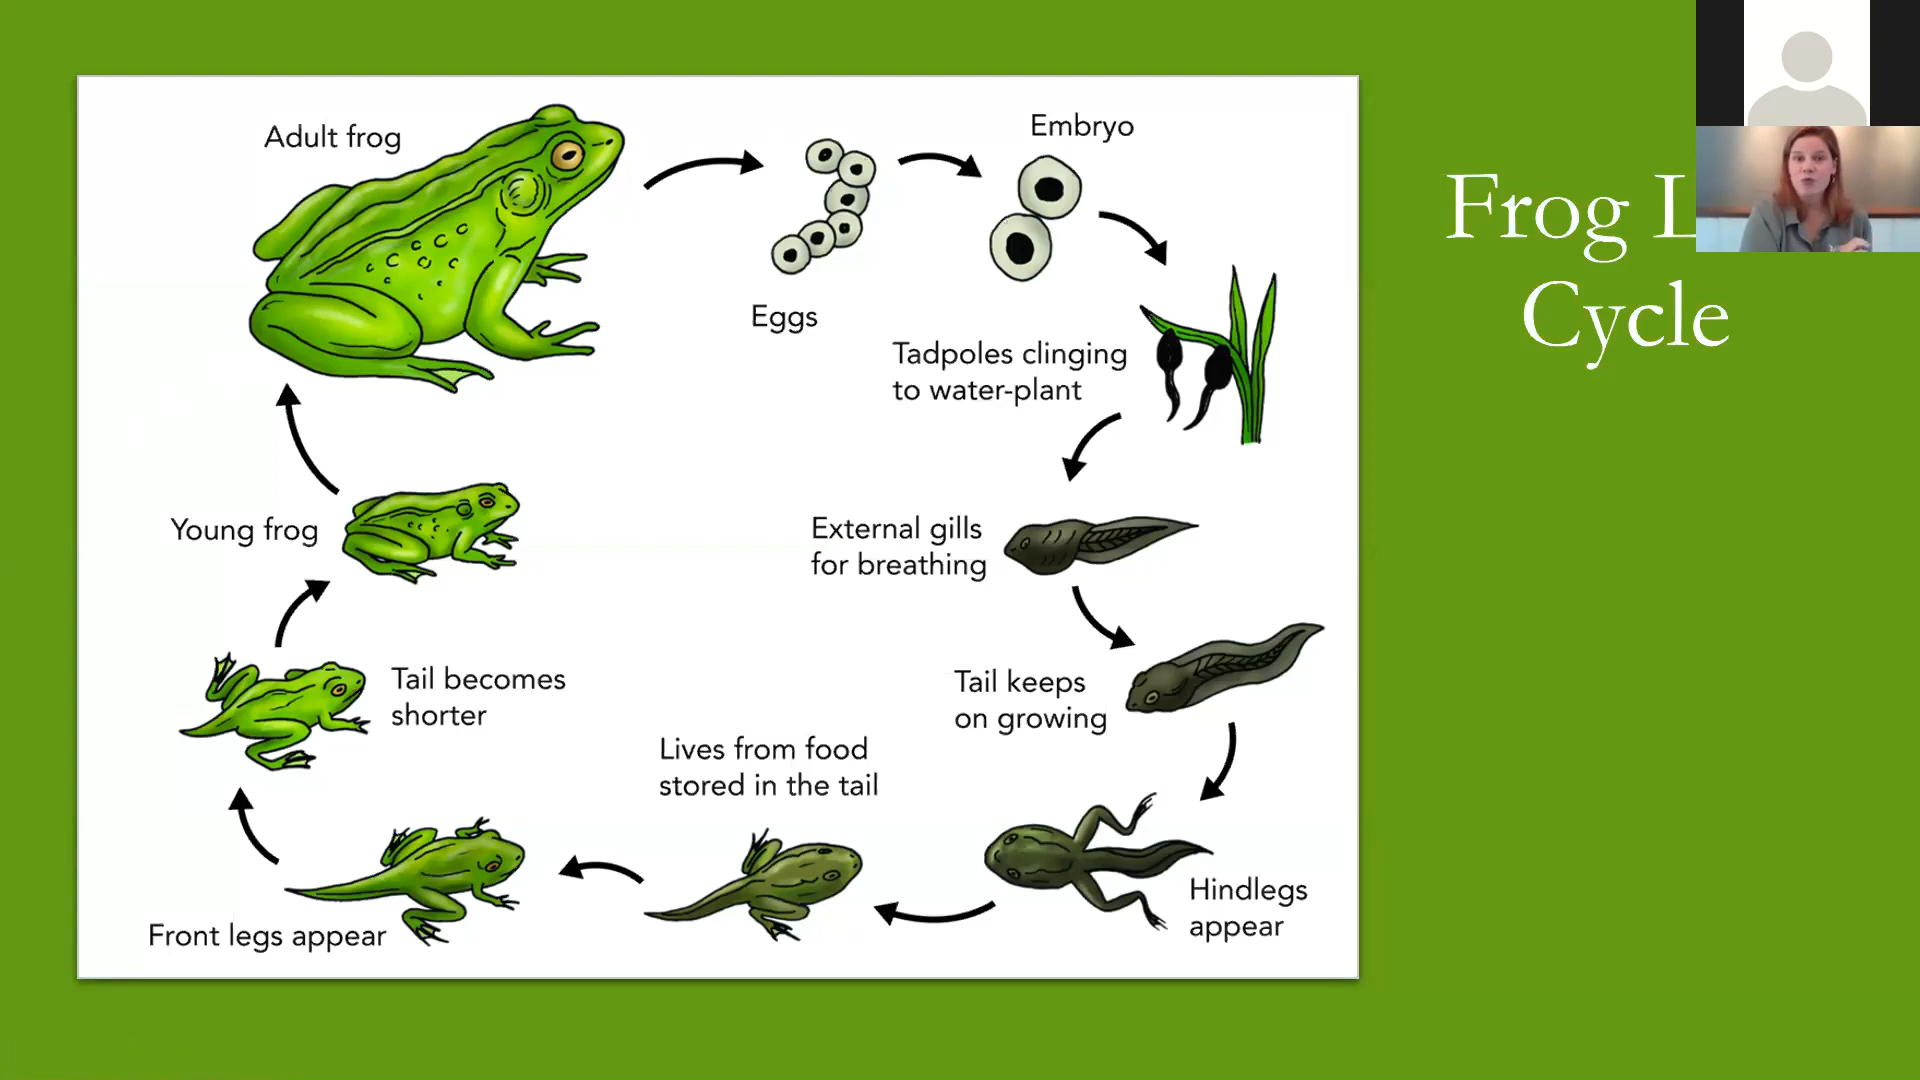 Adult frog
Embryo
Eggs
Tadpoles clinging
to water-plant
External gills
for breathing
Tail keeps
on growing
Hindlegs
appear
Lives from food
stored in the tail
Front legs appear
Tail becomes
shorter
Young frog
Frog L
Cycle